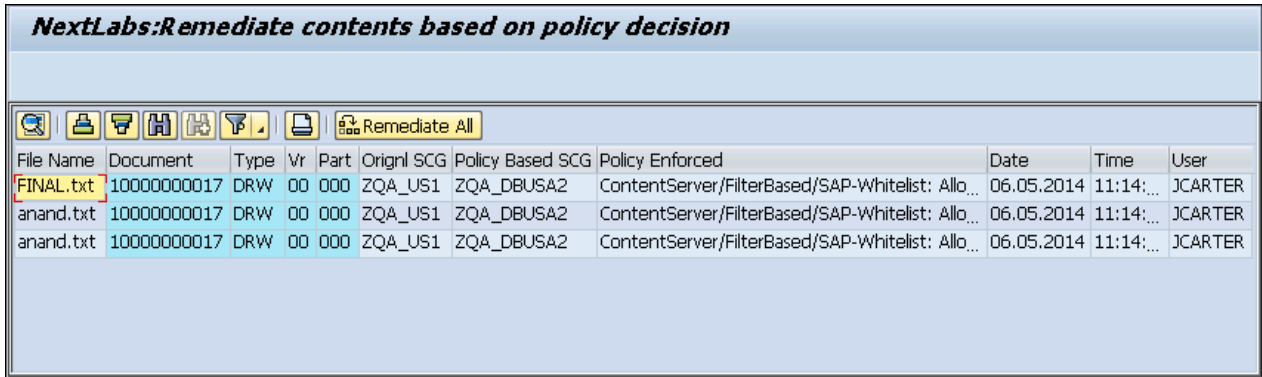 NextLabs:Remediate contents based on policy decision
Remediate All
File Name Document Type Vr Part Orignl SCG Policy Based SCG Policy Enforced Date Time User
FINAL.txt 10000000017 DRW 00 000 ZQA_US1 ZQA_DBUSA2 ContentServer/FilterBased/SAP-Whitelist: Allo... 06.05.2014 11:14:... JCARTER
anand.txt 10000000017 DRW 00 000 ZQA_US1 ZQA_DBUSA2 ContentServer/FilterBased/SAP-Whitelist: Allo... 06.05.2014 11:14:... JCARTER
anand.txt 10000000017 DRW 00 000 ZQA_US1 ZQA_DBUSA2 ContentServer/FilterBased/SAP-Whitelist: Allo... 06.05.2014 11:14:... JCARTER